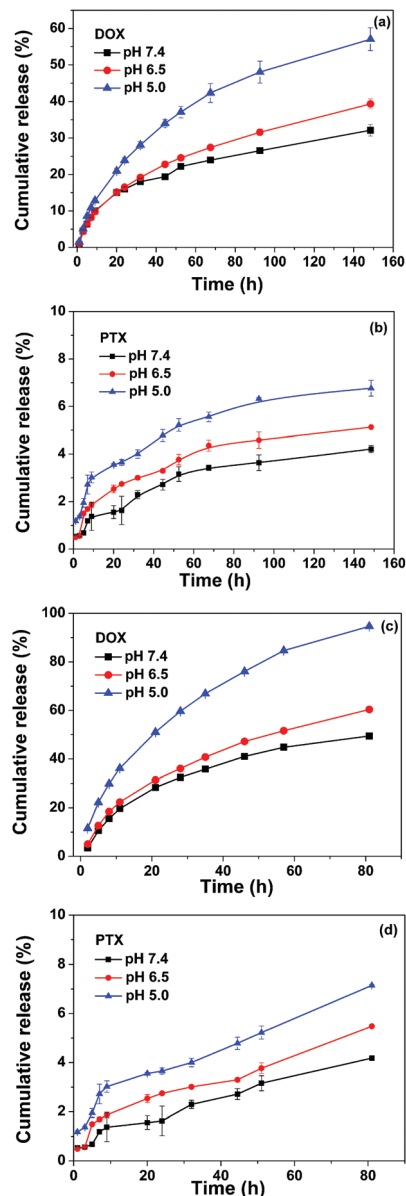 (a)
DOX
pH 7.4
pH 6.5
pH 5.0
Cumulative release (%)
60
50
40
30
20
10
0
0 20 40 60 80 100 120 140 160
Time (h)
(b)
PTX
pH 7.4
pH 6.5
pH 5.0
Cumulative release (%)
10
8
6
4
2
0
0 20 40 60 80 100 120 140 160
Time (h)
(c)
DOX
pH 7.4
pH 6.5
pH 5.0
Cumulative release (%)
100
80
60
40
20
0
0 20 40 60 80
Time (h)
(d)
PTX
pH 7.4
pH 6.5
pH 5.0
Cumulative release (%)
10
8
6
4
2
0
0 20 40 60 80
Time (h)